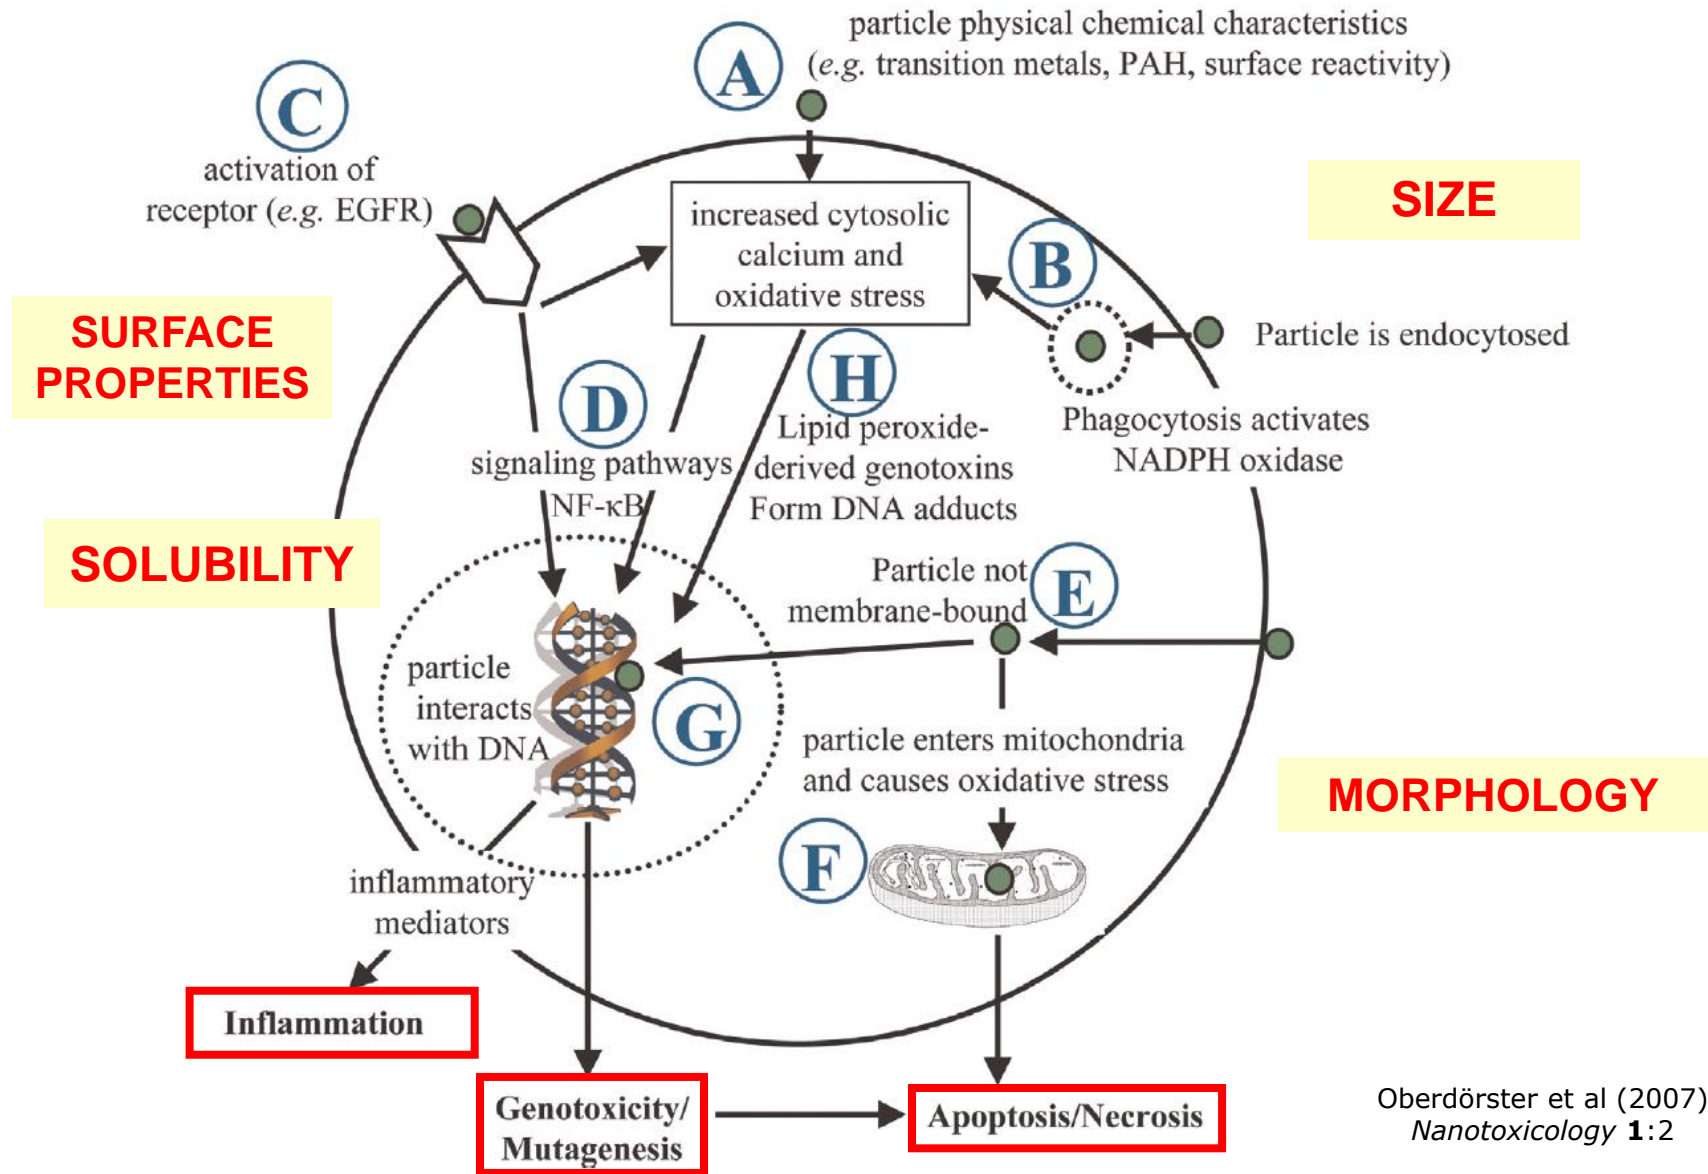 particle physical chemical characteristics
(e.g. transition metals, PAH, surface reactivity)
A
C
activation of
receptor (e.g. EGFR)
SIZE
increased cytosolic
calcium and
oxidative stress
B
SURFACE
PROPERTIES
Particle is endocytosed
Phagocytosis activates
NADPH oxidase
D
signaling pathways
NF-κB
H
Lipid peroxide-
derived genotoxins
Form DNA adducts
SOLUBILITY
Particle not
membrane-bound
E
particle
interacts
with DNA
G
particle enters mitochondria
and causes oxidative stress
MORPHOLOGY
F
inflammatory
mediators
Inflammation
Genotoxicity/
Mutagenesis
Apoptosis/Necrosis
Oberdörster et al (2007)
Nanotoxicology 1:2